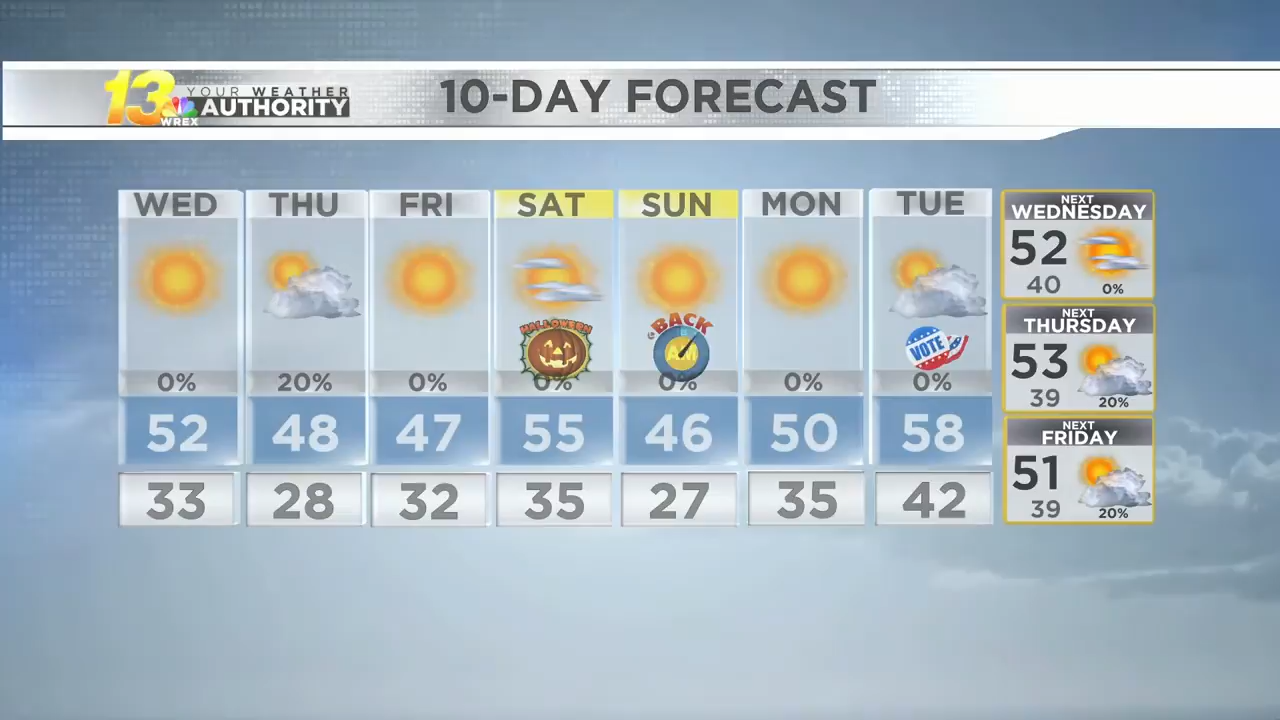 13 WREX
YOUR WEATHER
AUTHORITY
10-DAY FORECAST
WED THU FRI SAT SUN MON TUE
HALLOWEEN BACK
AM VOTE
0% 20% 0% 0% 0% 0% 0%
52 48 47 55 46 50 58
33 28 32 35 27 35 42
NEXT
WEDNESDAY
52
40 0%
NEXT
THURSDAY
53
39 20%
NEXT
FRIDAY
51
39 20%